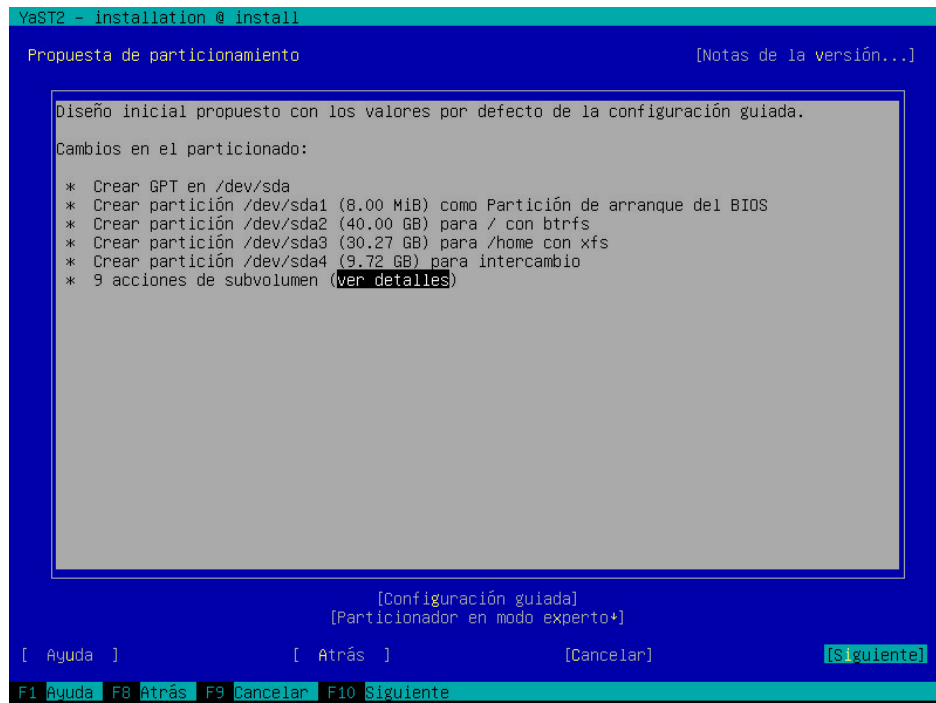 YaST2 - installation @ install
Propuesta de particionamiento [Notas de la versión...]
Diseño inicial propuesto con los valores por defecto de la configuración guiada.
Cambios en el particionado:
* Crear GPT en /dev/sda
* Crear partición /dev/sda1 (8.00 MiB) como Partición de arranque del BIOS
* Crear partición /dev/sda2 (40.00 GB) para / con btrfs
* Crear partición /dev/sda3 (30.27 GB) para /home con xfs
* Crear partición /dev/sda4 (9.72 GB) para intercambio
* 9 acciones de subvolumen (ver detalles)
[Configuración guiada]
[Particionador en modo experto↓]
[ Ayuda ] [ Atrás ] [Cancelar] [Siguiente]
F1 Ayuda F8 Atrás F9 Cancelar F10 Siguiente